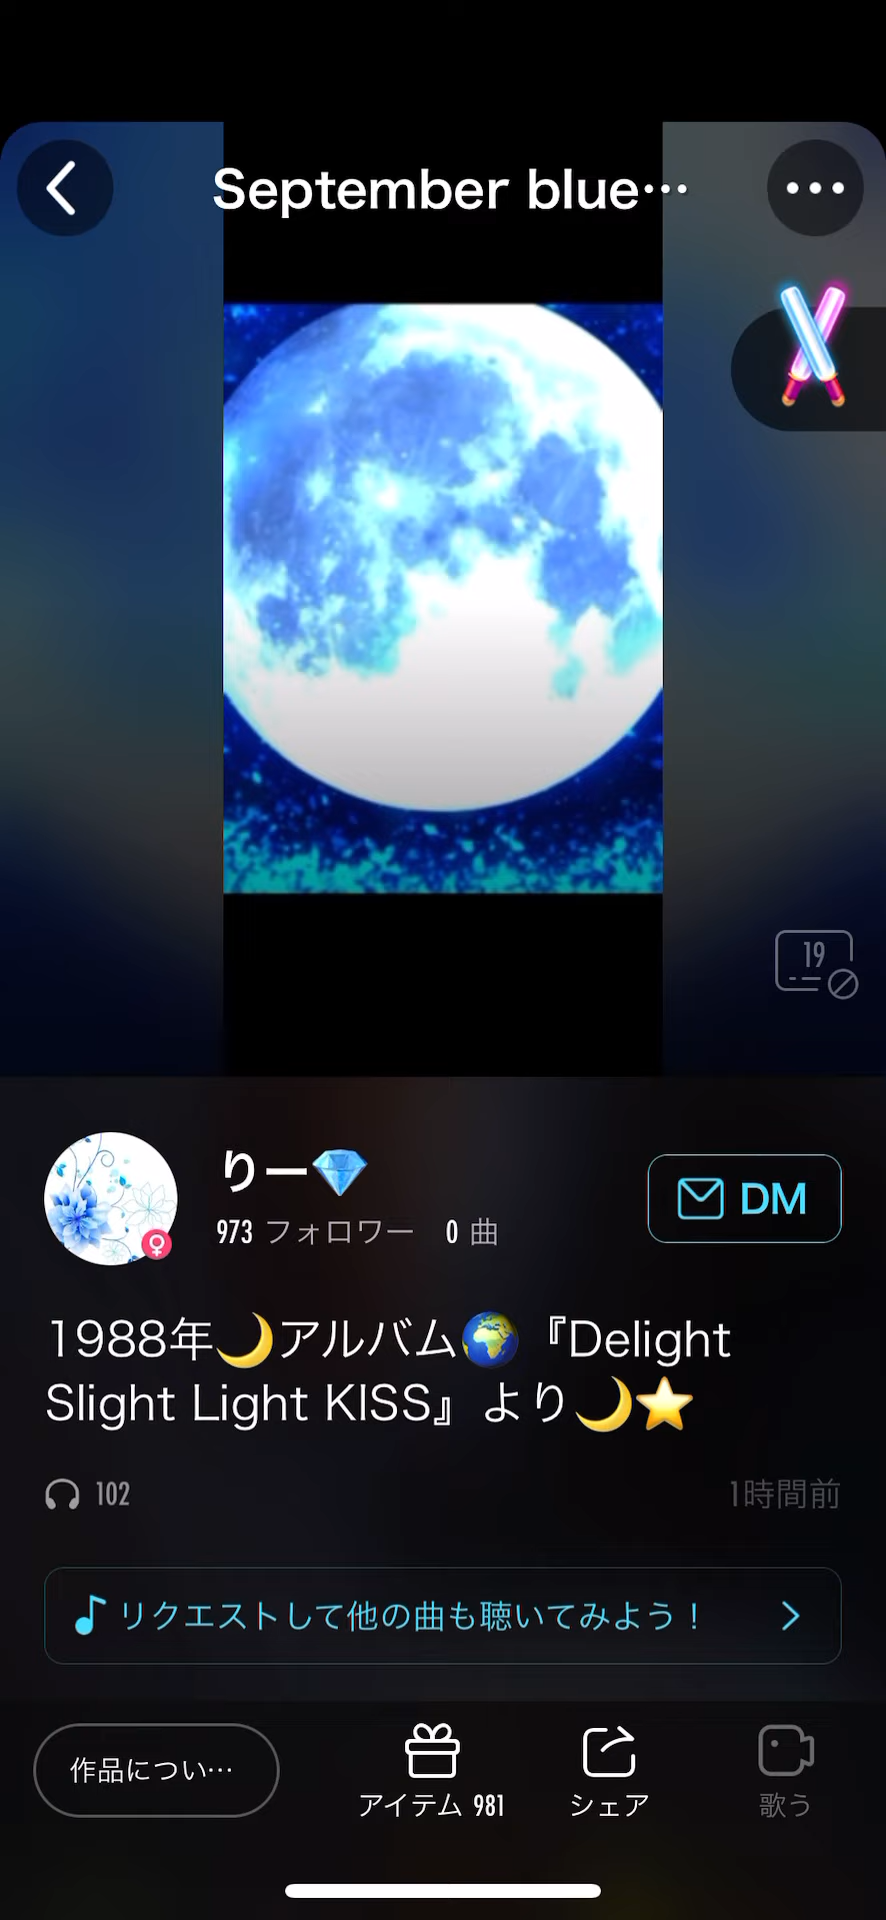 September blue…
19
りー💎
973 フォロワー 0 曲
DM
1988年🌙アルバム🌍『Delight
Slight Light KISS』より🌙⭐
102
1時間前
リクエストして他の曲も聴いてみよう！
作品につい…
アイテム 981
シェア
歌う